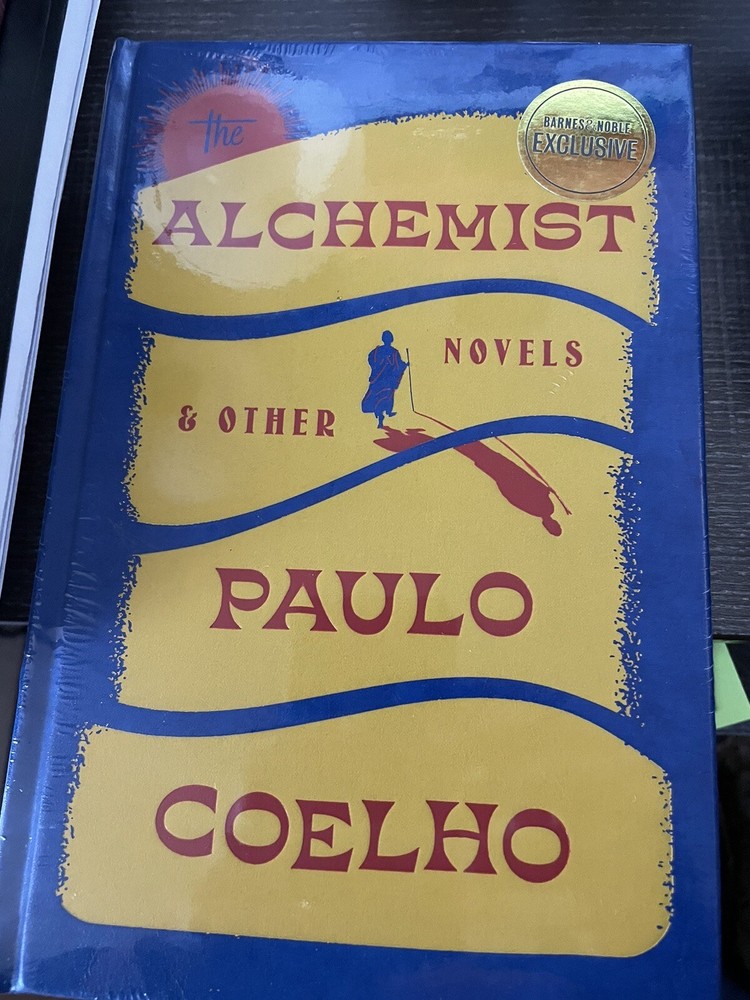 the
BARNES & NOBLE
EXCLUSIVE
ALCHEMIST
NOVELS
& OTHER
PAULO
COELHO